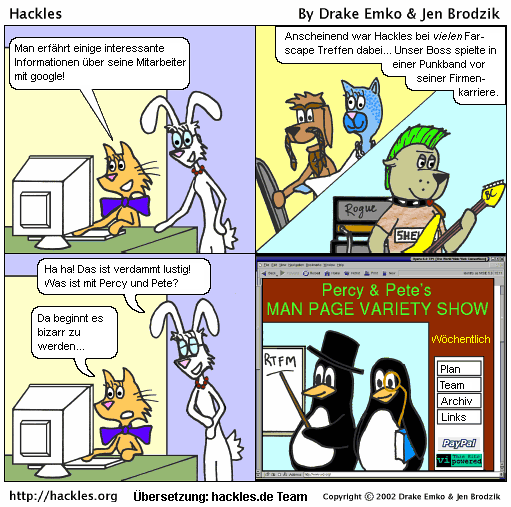 Hackles
By Drake Emko & Jen Brodzik
Man erfährt einige interessante
Informationen über seine Mitarbeiter
mit google!
Anscheinend war Hackles bei vielen Far-
scape Treffen dabei... Unser Boss spielte in
einer Punkband vor
seiner Firmen-
karriere.
Rogue
SHE
BC
Ha ha! Das ist verdammt lustig!
Was ist mit Percy und Pete?
Da beginnt es
bizarr zu
werden...
Percy & Pete's
MAN PAGE VARIETY SHOW
Wöchentlich
RTFM
Plan
Team
Archiv
Links
PayPal
vi powered
http://hackles.org
Übersetzung: hackles.de Team
Copyright © 2002 Drake Emko & Jen Brodzik